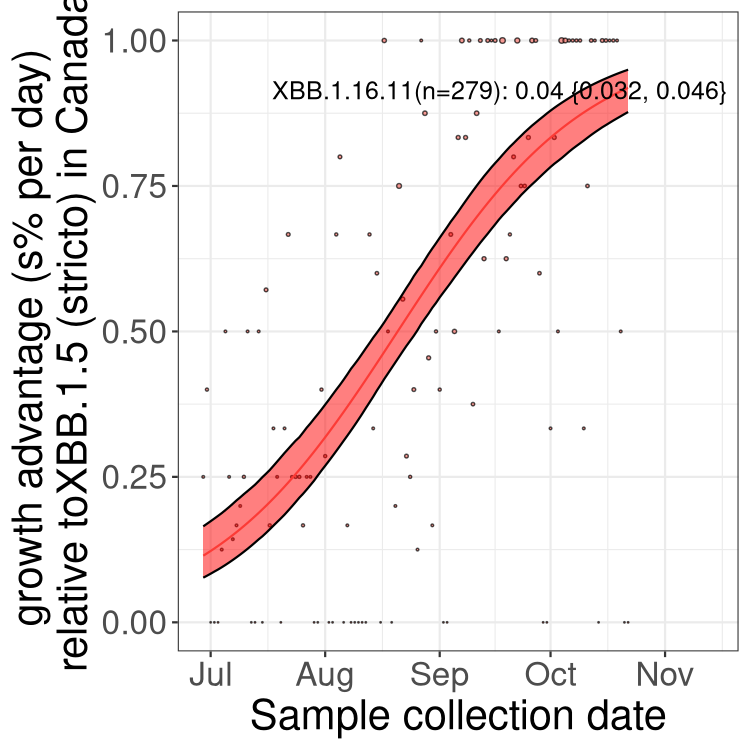 growth advantage (s% per day)
relative toXBB.1.5 (stricto) in Canada
1.00
0.75
0.50
0.25
0.00
XBB.1.16.11(n=279): 0.04 {0.032, 0.046}
Jul Aug Sep Oct Nov
Sample collection date